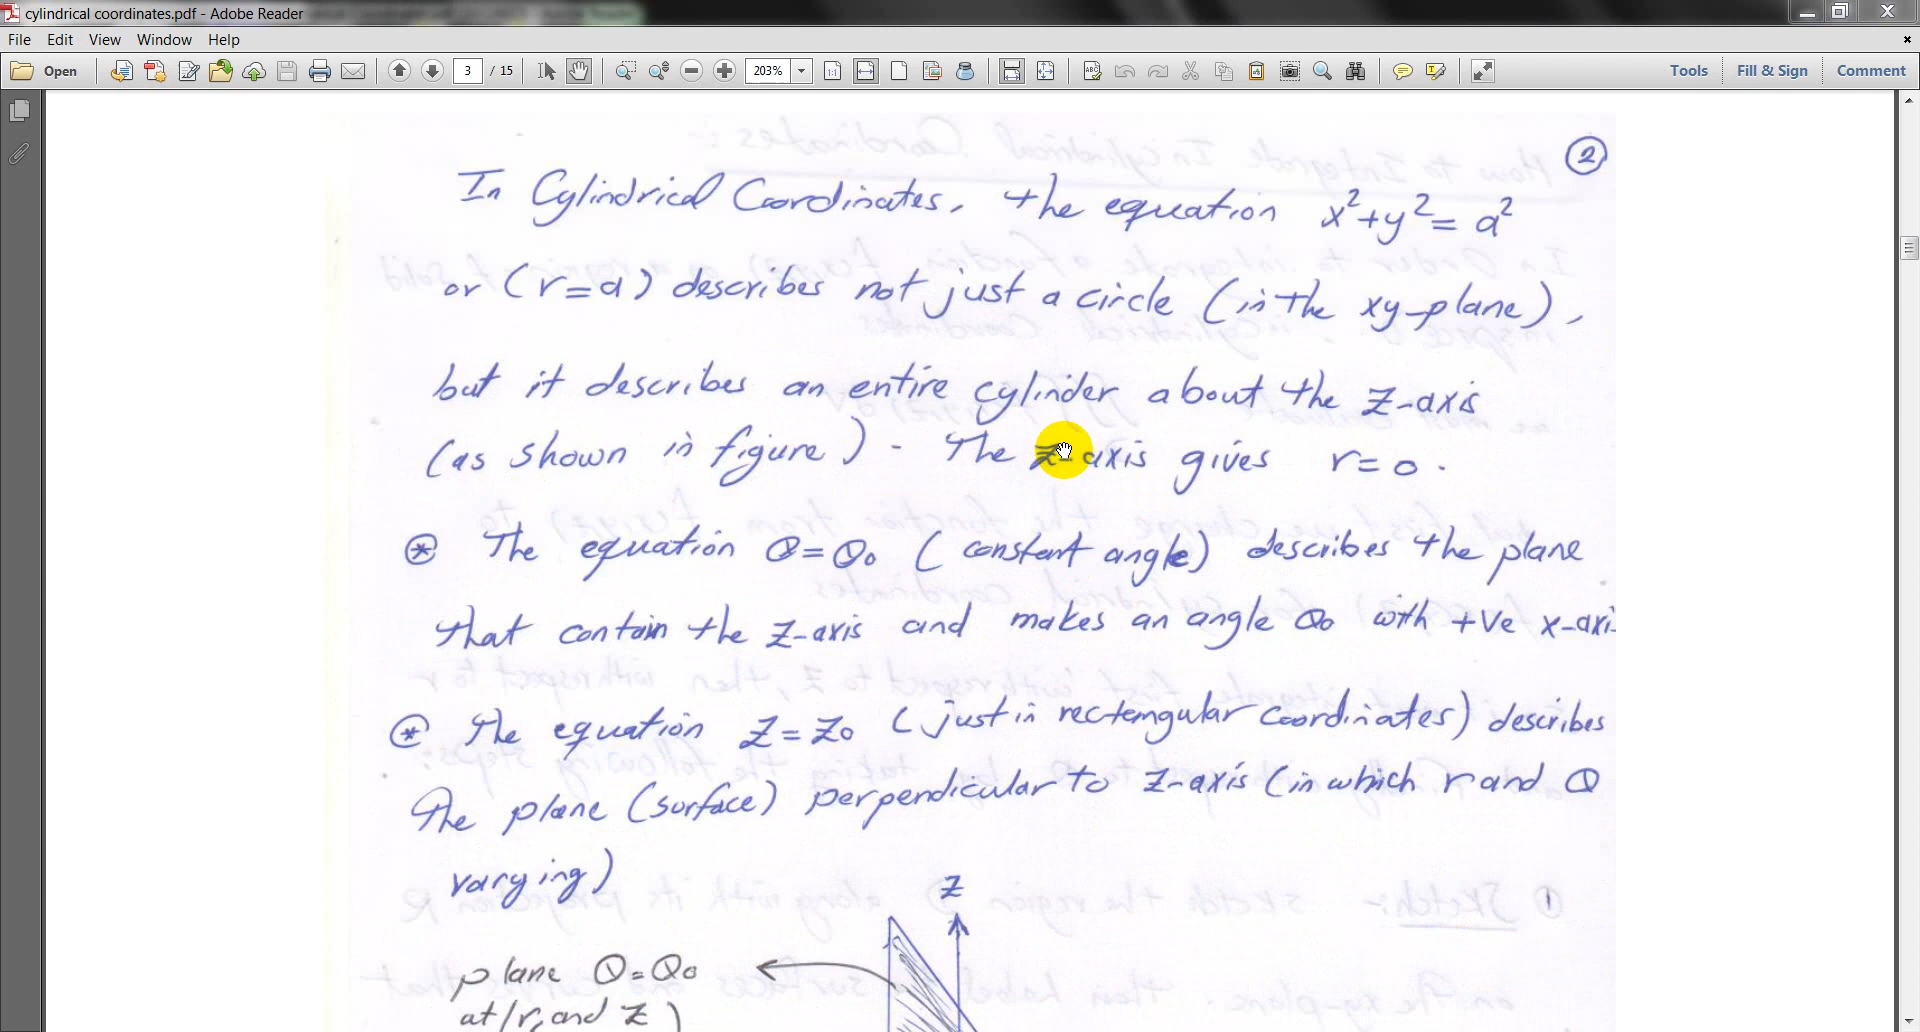 cylindrical coordinates.pdf - Adobe Reader
File Edit View Window Help
Open 3 / 15 203% Tools Fill & Sign Comment
②
In Cylindrical Coordinates, the equation x²+y²=a²
or (r=a) describes not just a circle (in the xy-plane),
but it describes an entire cylinder about the z-axis
(as shown in figure). The z-axis gives r=0.
⊛ The equation θ=θ₀ (constant angle) describes the plane
that contain the z-axis and makes an angle θ₀ with +ve x-axi
⊛ The equation z=z₀ (just in rectangular coordinates) describes
The plane (surface) perpendicular to z-axis (in which r and θ
varying)
z
plane θ=θ₀
at/r, and z)